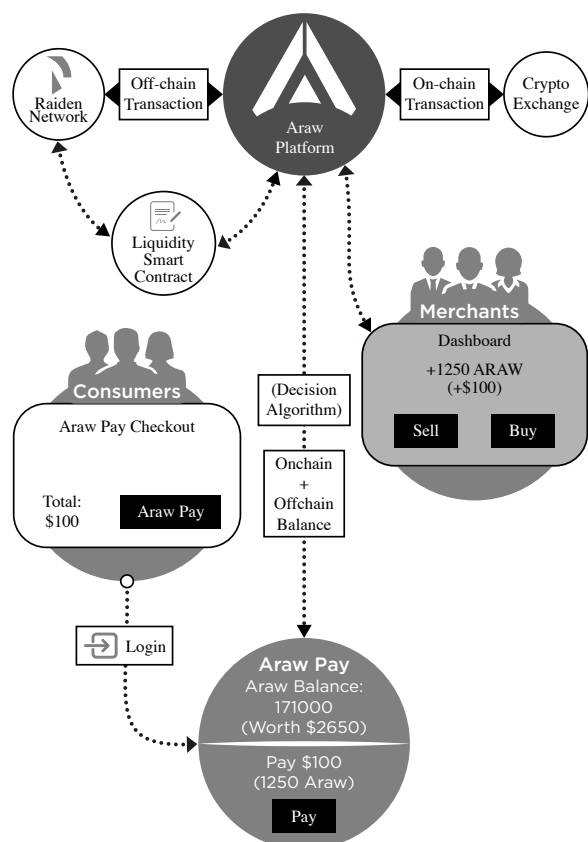 Raiden
Network
Off-chain
Transaction
Araw
Platform
On-chain
Transaction
Crypto
Exchange
Liquidity
Smart
Contract
Merchants
Dashboard
+1250 ARAW
(+$100)
Sell
Buy
Consumers
Araw Pay Checkout
Total:
$100
Araw Pay
(Decision
Algorithm)
Onchain
+
Offchain
Balance
Login
Araw Pay
Araw Balance:
171000
(Worth $2650)
Pay $100
(1250 Araw)
Pay